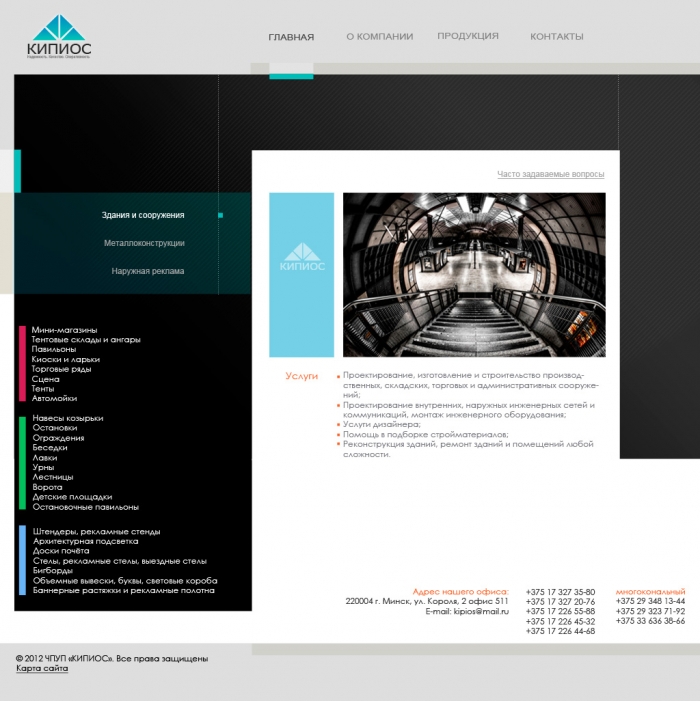 КИПИОС
Надежность. Качество. Оперативность.
ГЛАВНАЯ
О КОМПАНИИ
ПРОДУКЦИЯ
КОНТАКТЫ
Часто задаваемые вопросы
Здания и сооружения
Металлоконструкции
Наружная реклама
КИПИОС
Мини-магазины
Тентовые склады и ангары
Павильоны
Киоски и ларьки
Торговые ряды
Сцена
Тенты
Автомойки
Навесы козырьки
Остановки
Ограждения
Беседки
Лавки
Урны
Лестницы
Ворота
Детские площадки
Остановочные павильоны
Штендеры, рекламные стенды
Архитектурная подсветка
Доски почёта
Стелы, рекламные стелы, выездные стелы
Бигборды
Объемные вывески, буквы, световые короба
Баннерные растяжки и рекламные полотна
Услуги
Проектирование, изготовление и строительство производ-
ственных, складских, торговых и административных сооруже-
ний;
Проектирование внутренних, наружных инженерных сетей и
коммуникаций, монтаж инженерного оборудования;
Услуги дизайнера;
Помощь в подборке стройматериалов;
Реконструкция зданий, ремонт зданий и помещений любой
сложности.
Адрес нашего офиса:
220004 г. Минск, ул. Короля, 2 офис 511
E-mail: kipios@mail.ru
+375 17 327 35-80
+375 17 327 20-76
+375 17 226 55-88
+375 17 226 45-32
+375 17 226 44-68
многокональный
+375 29 348 13-44
+375 29 323 71-92
+375 33 636 38-66
© 2012 ЧПУП «КИПИОС». Все права защищены
Карта сайта